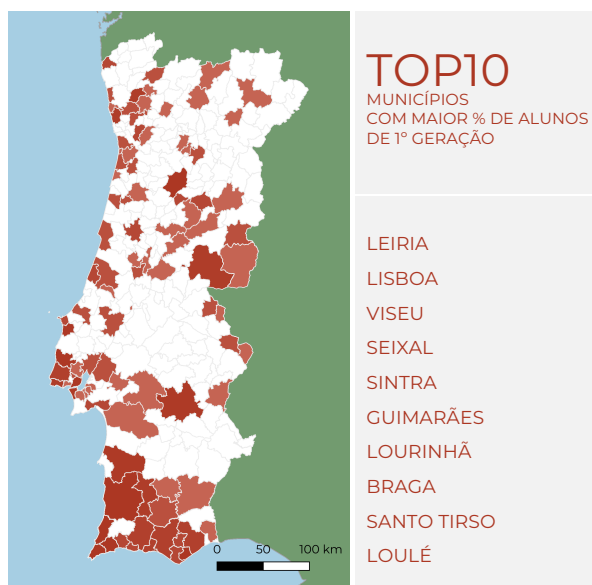 TOP10
MUNICÍPIOS
COM MAIOR % DE ALUNOS
DE 1º GERAÇÃO
LEIRIA
LISBOA
VISEU
SEIXAL
SINTRA
GUIMARÃES
LOURINHÃ
BRAGA
SANTO TIRSO
LOULÉ
0 50 100 km